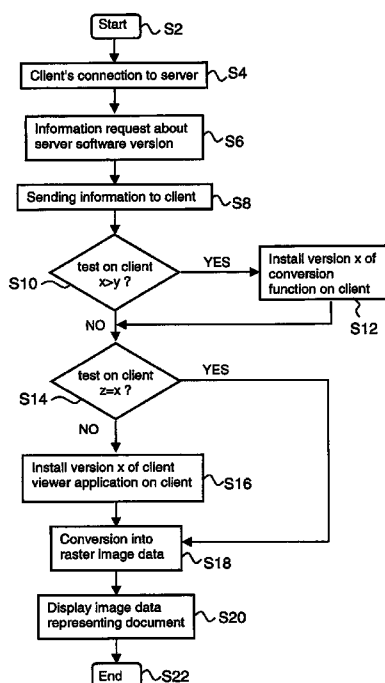 Start
S2
Client's connection to server
S4
Information request about
server software version
S6
Sending information to client
S8
test on client
x>y ?
S10
YES
Install version x of
conversion
function on client
S12
NO
test on client
z=x ?
S14
YES
NO
Install version x of client
viewer application on client
S16
Conversion into
raster image data
S18
Display image data
representing document
S20
End
S22